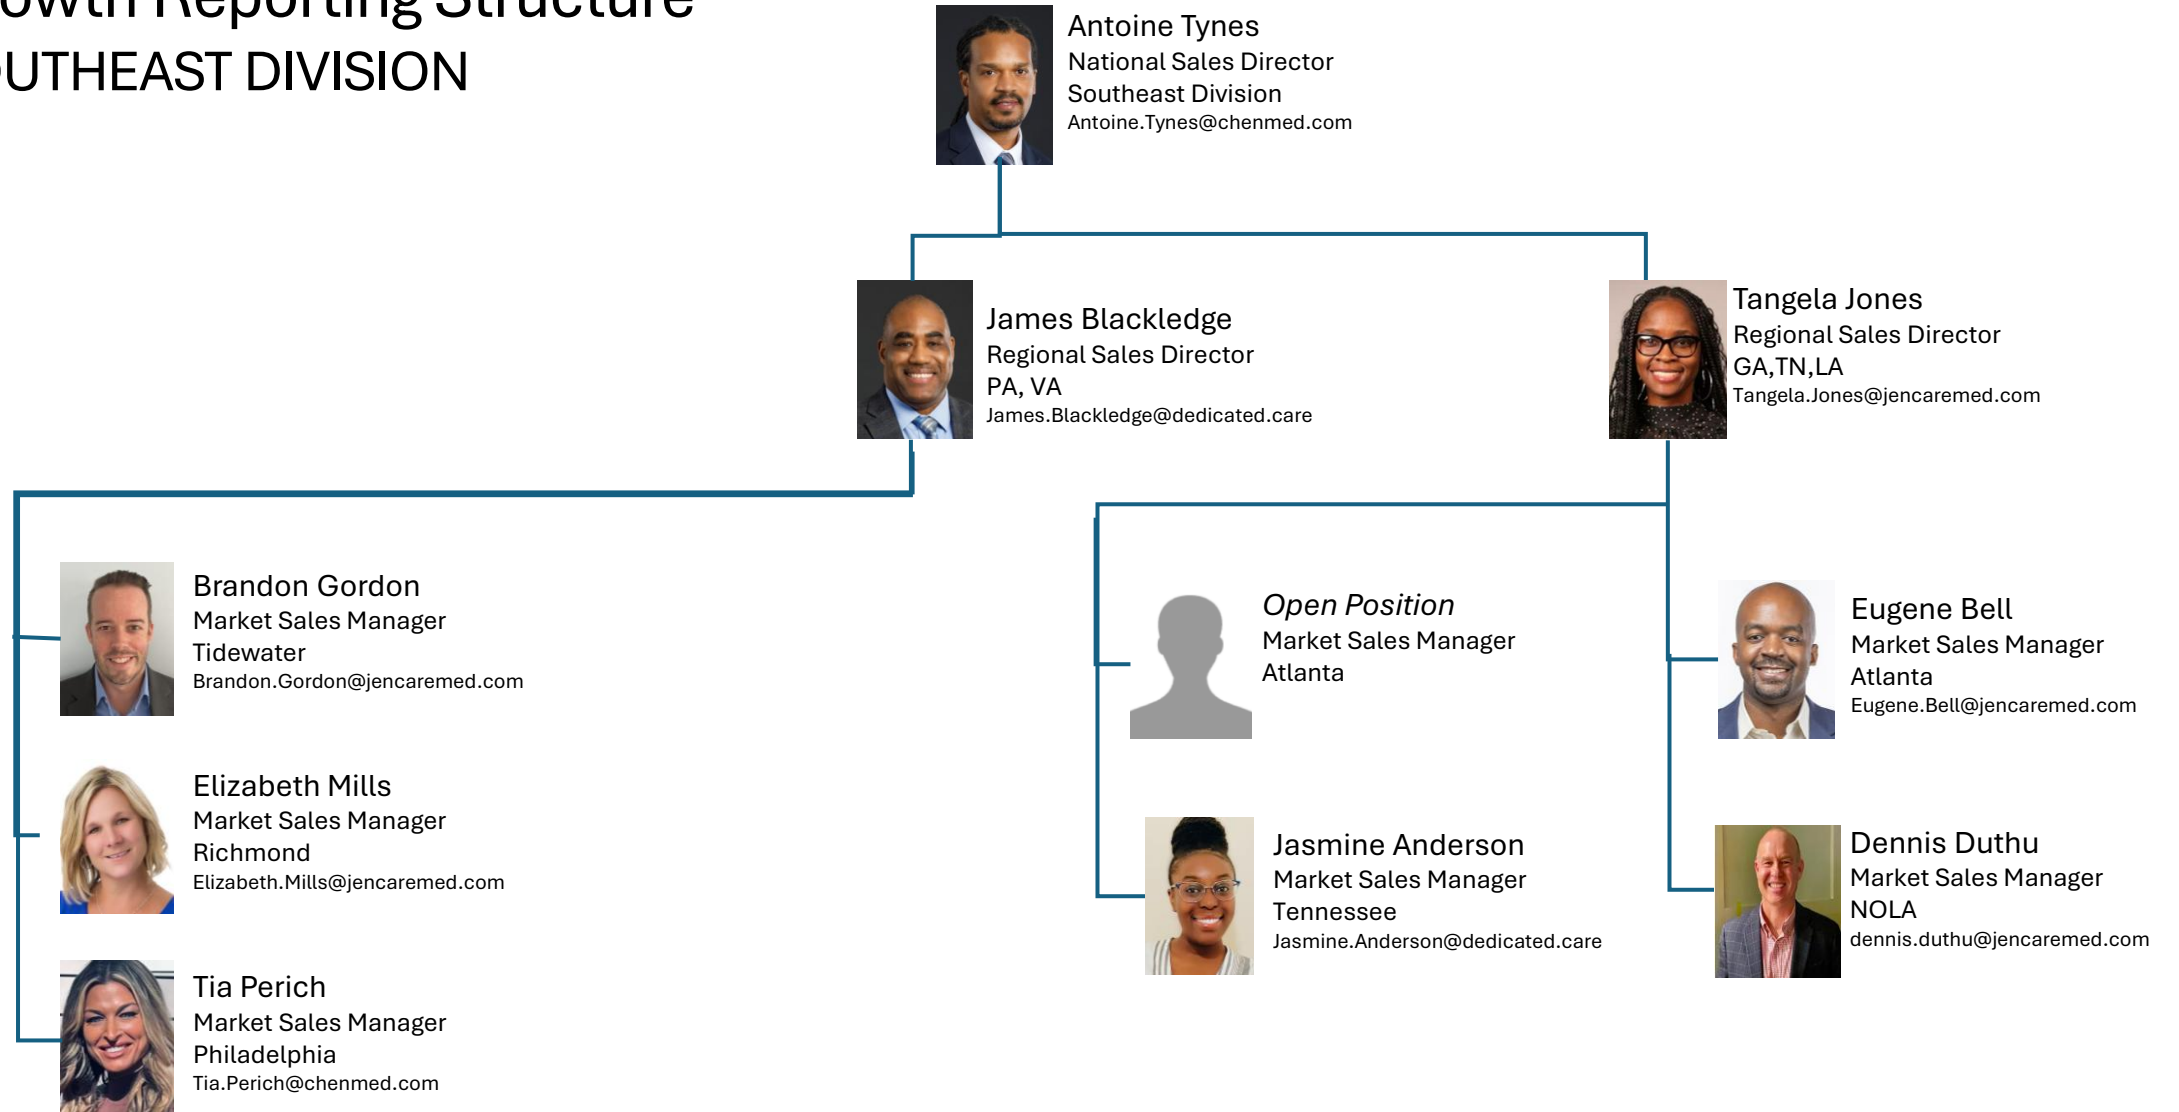 owth Reporting Structure
OUTHEAST DIVISION
Antoine Tynes
National Sales Director
Southeast Division
Antoine.Tynes@chenmed.com
James Blackledge
Regional Sales Director
PA, VA
James.Blackledge@dedicated.care
Tangela Jones
Regional Sales Director
GA,TN,LA
Tangela.Jones@jencaremed.com
Brandon Gordon
Market Sales Manager
Tidewater
Brandon.Gordon@jencaremed.com
Elizabeth Mills
Market Sales Manager
Richmond
Elizabeth.Mills@jencaremed.com
Tia Perich
Market Sales Manager
Philadelphia
Tia.Perich@chenmed.com
Open Position
Market Sales Manager
Atlanta
Jasmine Anderson
Market Sales Manager
Tennessee
Jasmine.Anderson@dedicated.care
Eugene Bell
Market Sales Manager
Atlanta
Eugene.Bell@jencaremed.com
Dennis Duthu
Market Sales Manager
NOLA
dennis.duthu@jencaremed.com